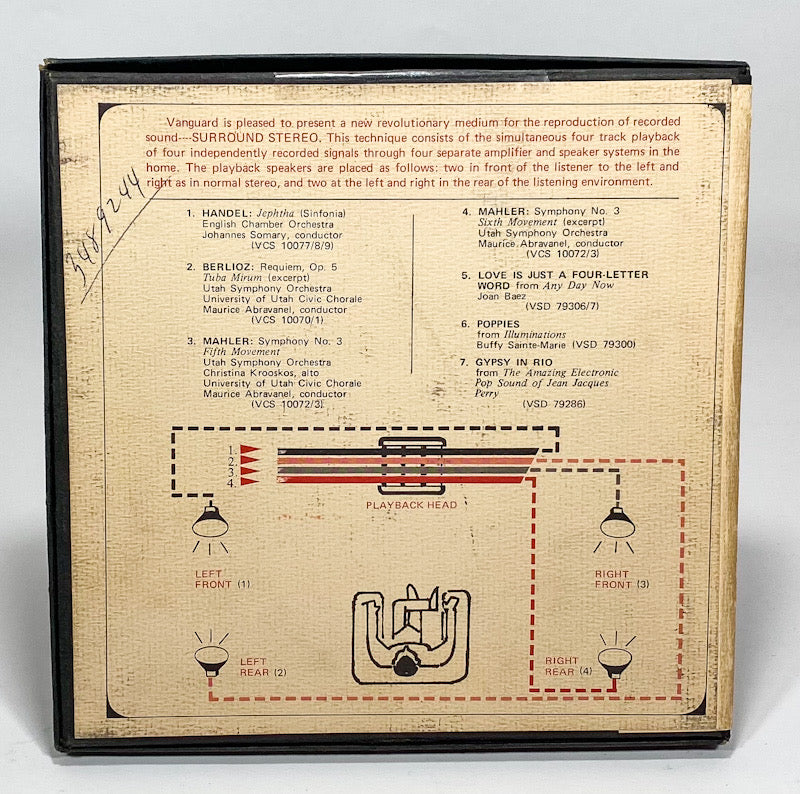 Vanguard is pleased to present a new revolutionary medium for the reproduction of recorded
sound---SURROUND STEREO. This technique consists of the simultaneous four track playback
of four independently recorded signals through four separate amplifier and speaker systems in the
home. The playback speakers are placed as follows: two in front of the listener to the left and
right as in normal stereo, and two at the left and right in the rear of the listening environment.
3489244
1. HANDEL: Jephtha (Sinfonia)
English Chamber Orchestra
Johannes Somary, conductor
(VCS 10077/8/9)
2. BERLIOZ: Requiem, Op. 5
Tuba Mirum (excerpt)
Utah Symphony Orchestra
University of Utah Civic Chorale
Maurice Abravanel, conductor
(VCS 10070/1)
3. MAHLER: Symphony No. 3
Fifth Movement
Utah Symphony Orchestra
Christina Krooskos, alto
University of Utah Civic Chorale
Maurice Abravanel, conductor
(VCS 10072/3)
4. MAHLER: Symphony No. 3
Sixth Movement (excerpt)
Utah Symphony Orchestra
Maurice Abravanel, conductor
(VCS 10072/3)
5. LOVE IS JUST A FOUR-LETTER
WORD from Any Day Now
Joan Baez
(VSD 79306/7)
6. POPPIES
from Illuminations
Buffy Sainte-Marie (VSD 79300)
7. GYPSY IN RIO
from The Amazing Electronic
Pop Sound of Jean Jacques
Perry
(VSD 79286)
1.
2.
3.
4.
PLAYBACK HEAD
LEFT
FRONT (1)
RIGHT
FRONT (3)
LEFT
REAR (2)
RIGHT
REAR (4)